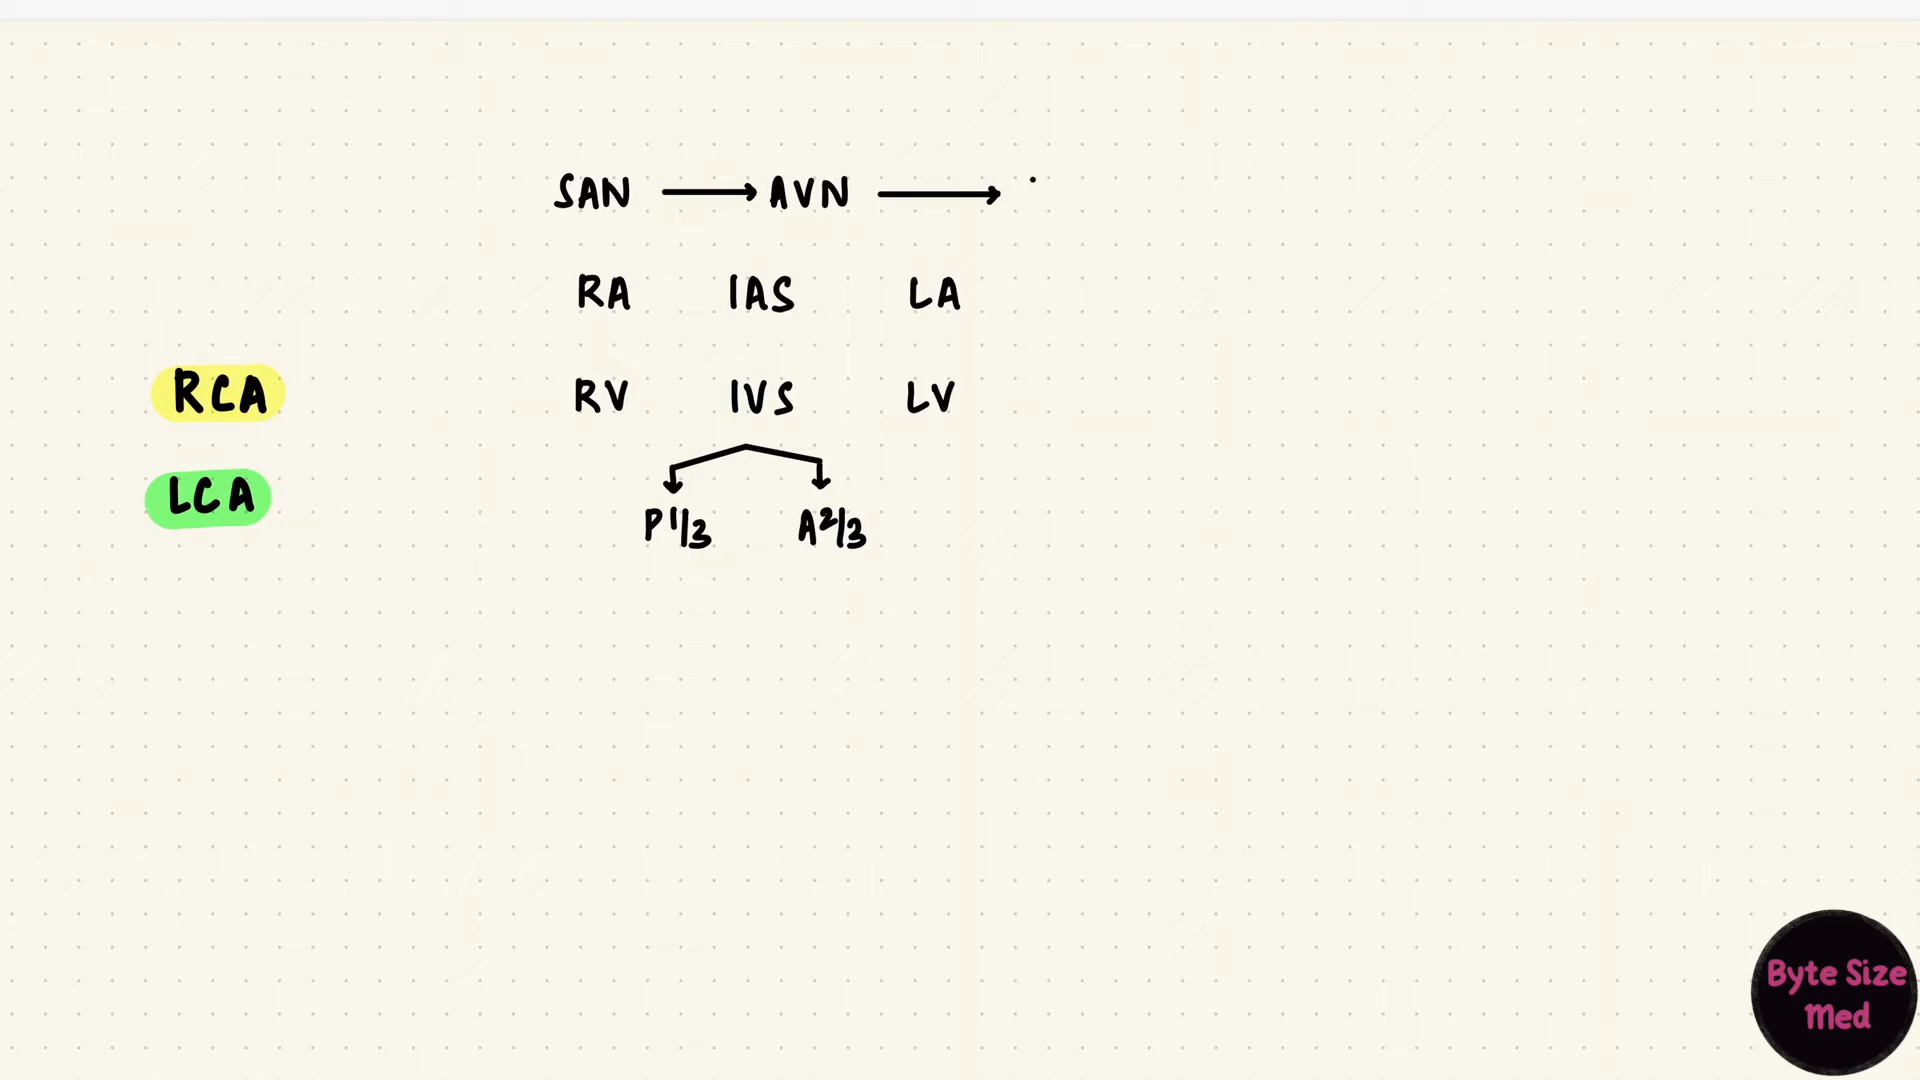 SAN → AVN →
RA IAS LA
RCA RV IVS LV
LCA
P 1/3 A 2/3
Byte Size
Med